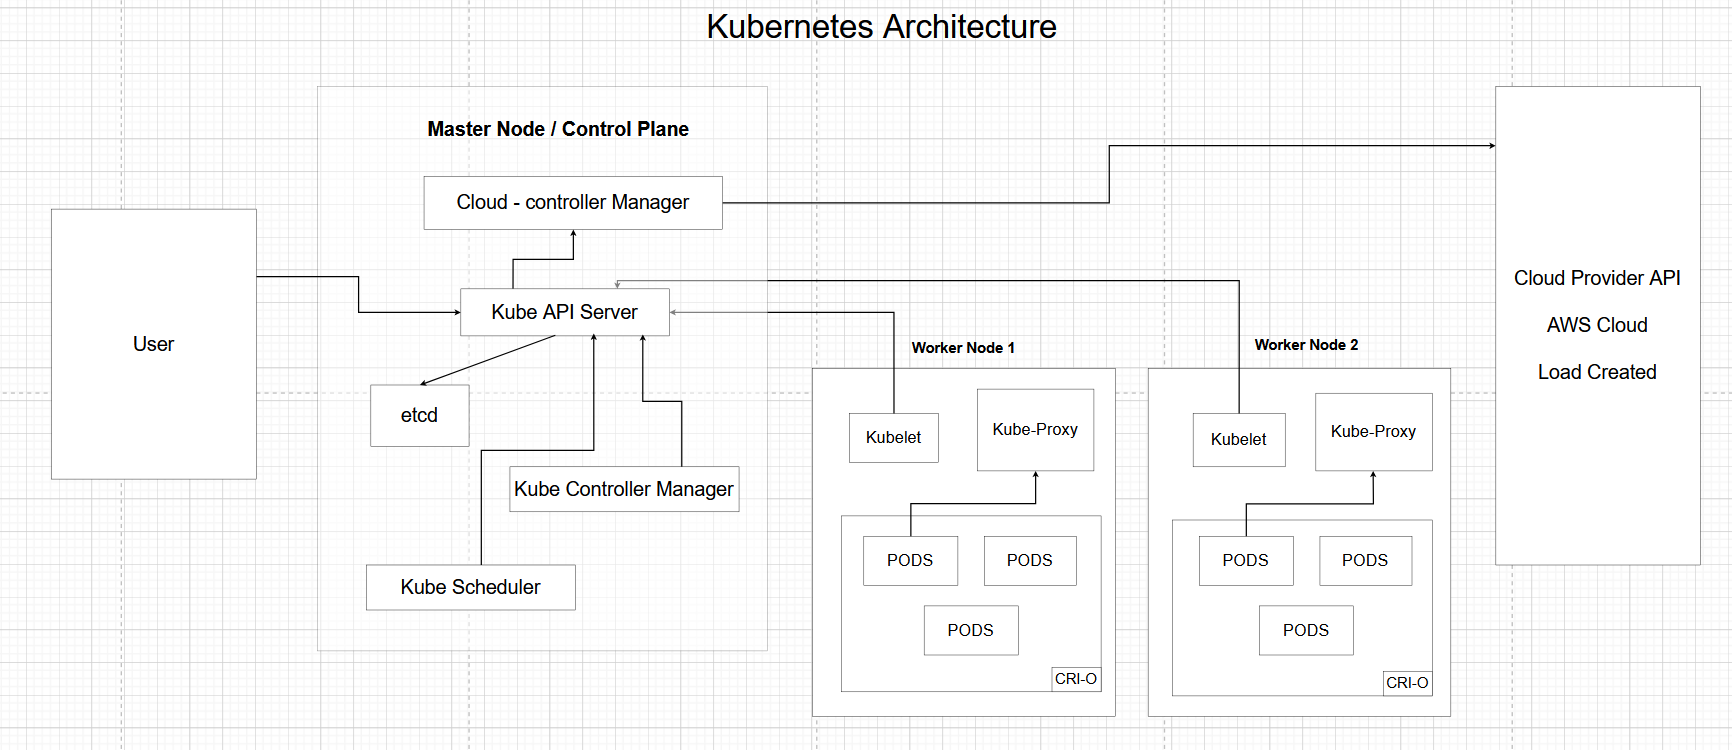 Kubernetes Architecture
Master Node / Control Plane
Cloud - controller Manager
User
Kube API Server
etcd
Kube Controller Manager
Kube Scheduler
Worker Node 1
Kubelet
Kube-Proxy
PODS
PODS
PODS
CRI-O
Worker Node 2
Kubelet
Kube-Proxy
PODS
PODS
PODS
CRI-O
Cloud Provider API
AWS Cloud
Load Created